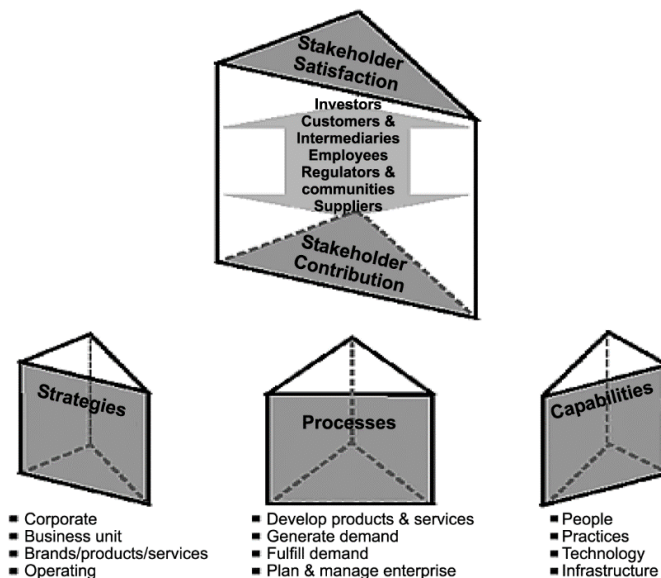 Stakeholder
Satisfaction
Investors
Customers &
Intermediaries
Employees
Regulators &
communities
Suppliers
Stakeholder
Contribution
Strategies
Processes
Capabilities
Corporate
Business unit
Brands/products/services
Operating
Develop products & services
Generate demand
Fulfill demand
Plan & manage enterprise
People
Practices
Technology
Infrastructure